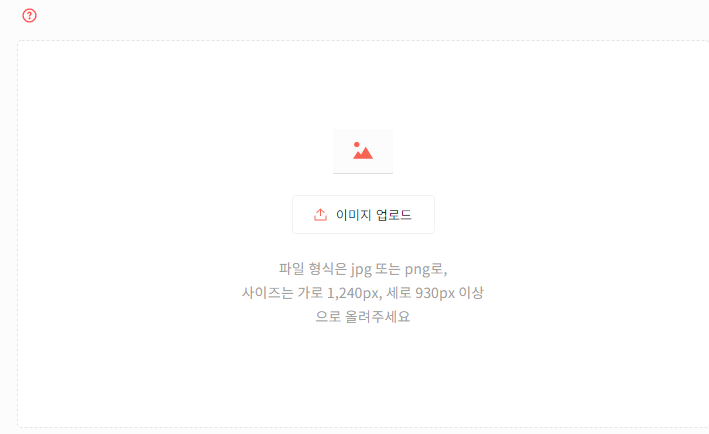 이미지 업로드
파일 형식은 jpg 또는 png로,
사이즈는 가로 1,240px, 세로 930px 이상
으로 올려주세요